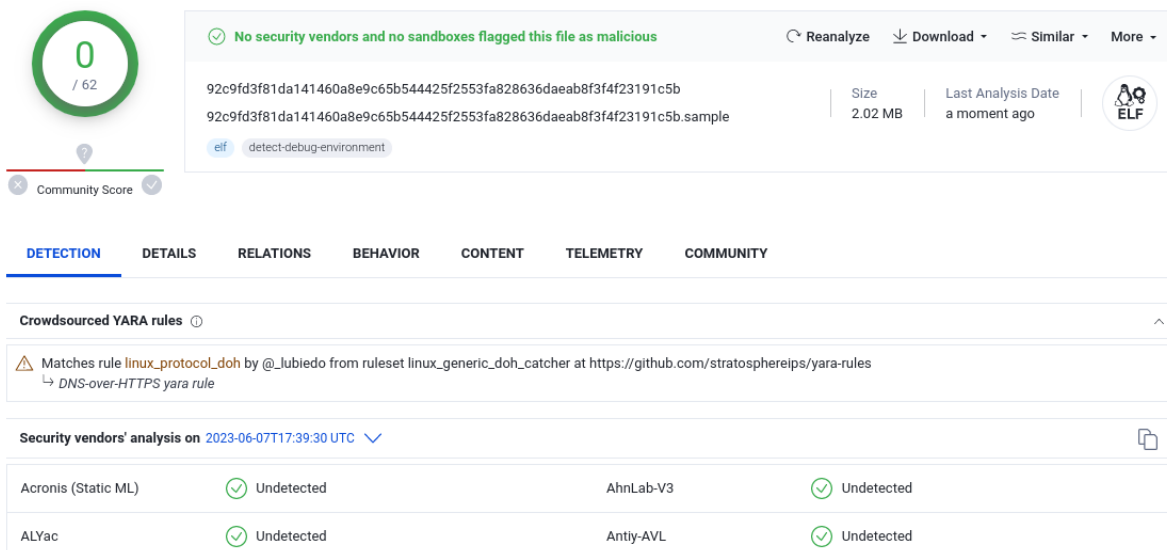 0
/ 62
Community Score
No security vendors and no sandboxes flagged this file as malicious
Reanalyze Download Similar More
92c9fd3f81da141460a8e9c65b544425f2553fa828636daeab8f3f4f23191c5b
92c9fd3f81da141460a8e9c65b544425f2553fa828636daeab8f3f4f23191c5b.sample
elf detect-debug-environment
Size
2.02 MB
Last Analysis Date
a moment ago
ELF
DETECTION DETAILS RELATIONS BEHAVIOR CONTENT TELEMETRY COMMUNITY
Crowdsourced YARA rules
Matches rule linux_protocol_doh by @_lubiedo from ruleset linux_generic_doh_catcher at https://github.com/stratosphereips/yara-rules
DNS-over-HTTPS yara rule
Security vendors' analysis on 2023-06-07T17:39:30 UTC
Acronis (Static ML) Undetected AhnLab-V3 Undetected
ALYac Undetected Antiy-AVL Undetected